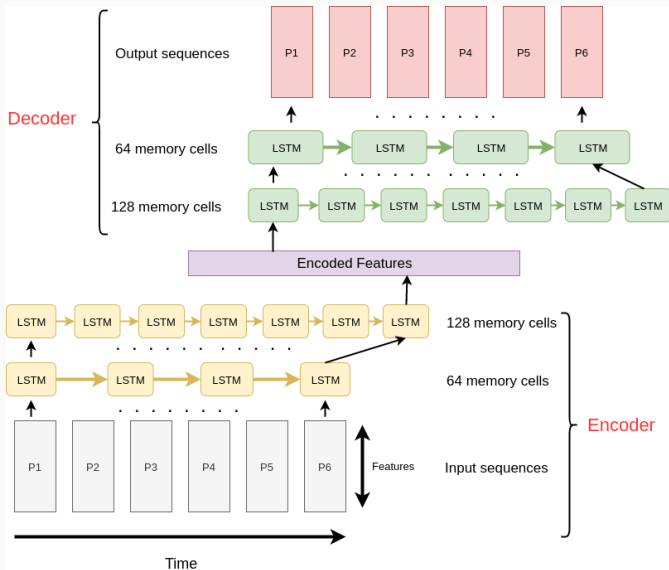 Output sequences
P1
P2
P3
P4
P5
P6
Decoder
. . . . . . . .
64 memory cells
LSTM
LSTM
LSTM
LSTM
. . . . . . . . . . .
128 memory cells
LSTM
LSTM
LSTM
LSTM
LSTM
LSTM
LSTM
Encoded Features
LSTM
LSTM
LSTM
LSTM
LSTM
LSTM
LSTM
128 memory cells
. . . . . . . . . . .
LSTM
LSTM
LSTM
LSTM
64 memory cells
. . . . . . . .
Encoder
P1
P2
P3
P4
P5
P6
Features
Input sequences
Time